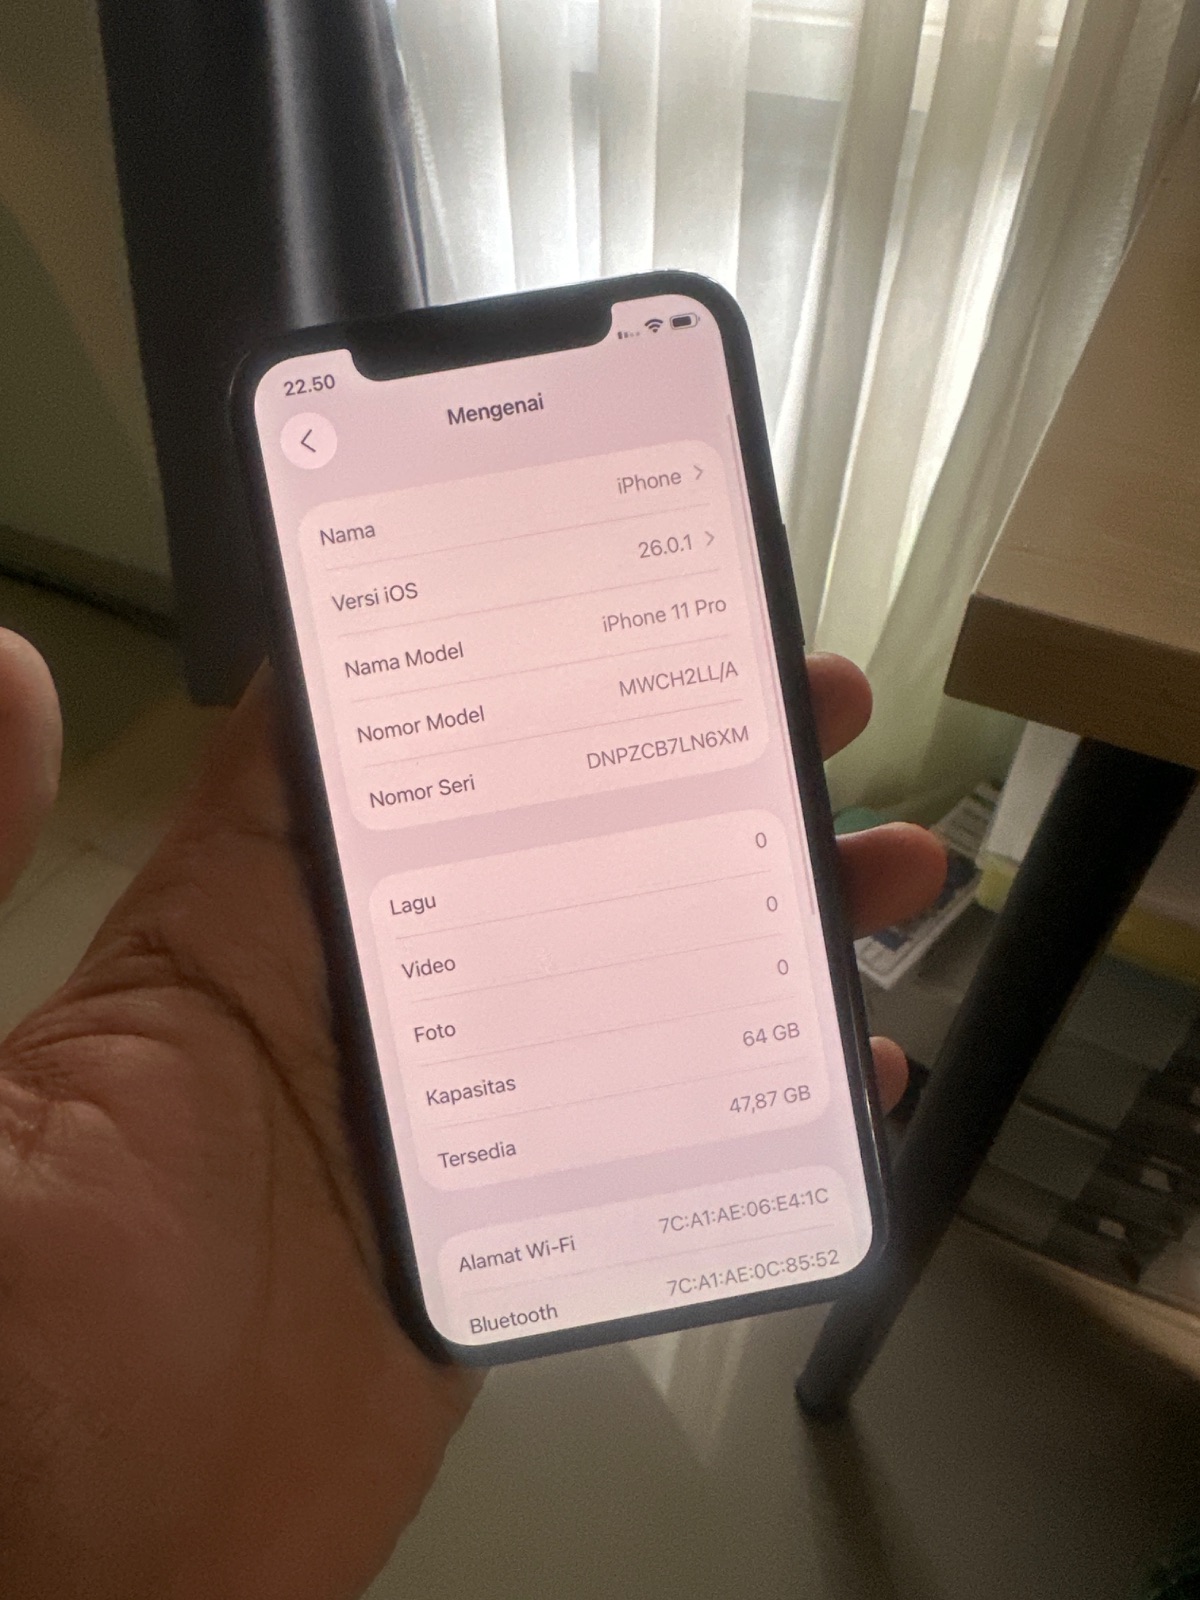 22.50
Mengenai
Nama iPhone
Versi iOS 26.0.1
Nama Model iPhone 11 Pro
Nomor Model MWCH2LL/A
Nomor Seri DNPZCB7LN6XM
Lagu 0
Video 0
Foto 0
Kapasitas 64 GB
Tersedia 47,87 GB
Alamat Wi-Fi 7C:A1:AE:06:E4:1C
Bluetooth 7C:A1:AE:0C:85:52